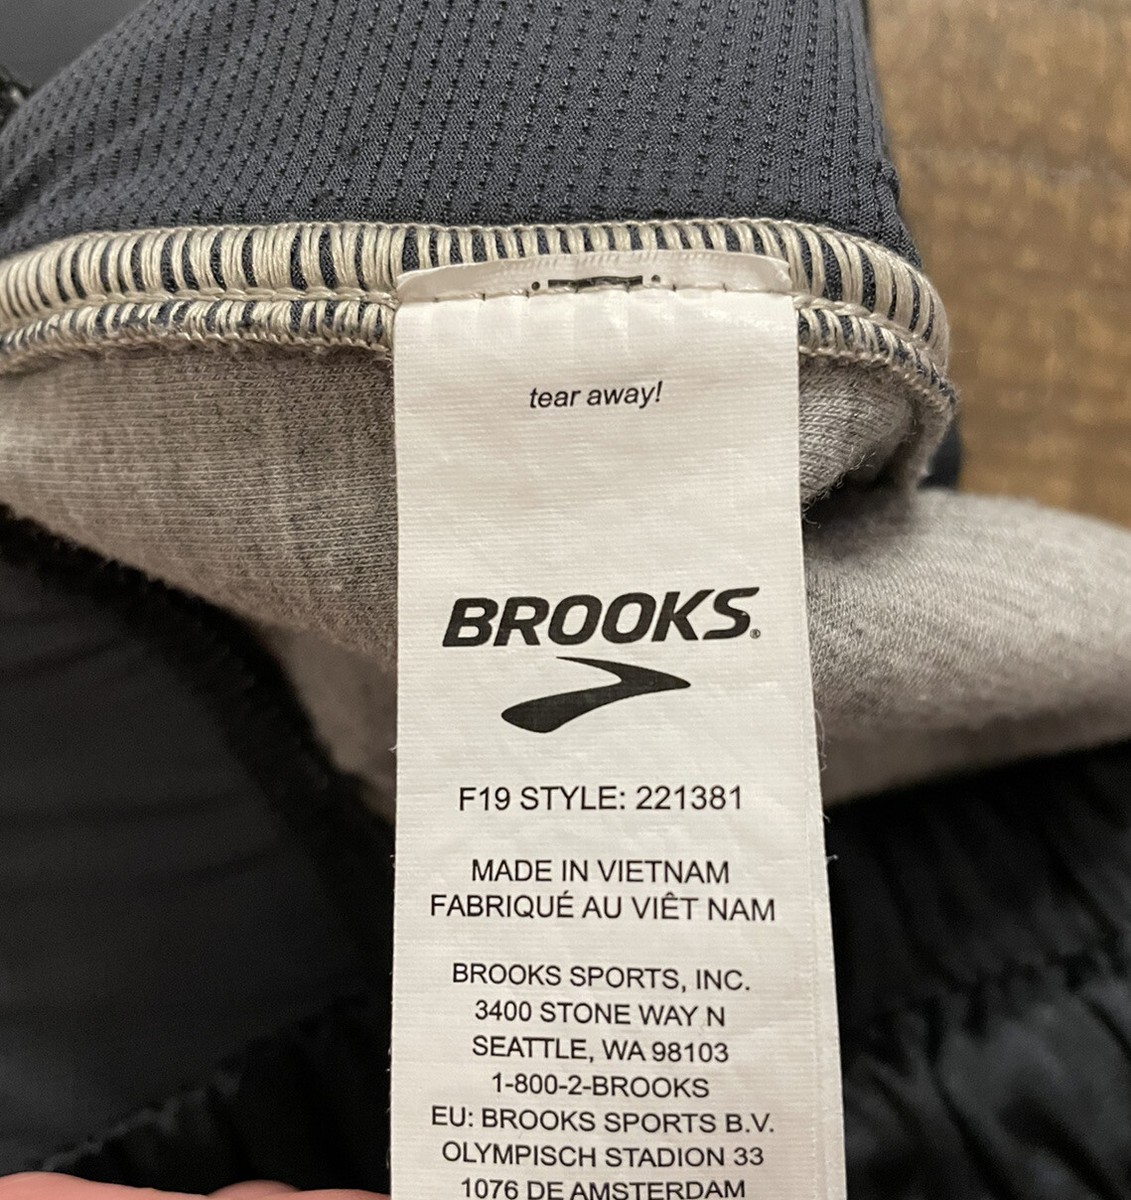 tear away!
BROOKS®
F19 STYLE: 221381
MADE IN VIETNAM
FABRIQUÉ AU VIÊT NAM
BROOKS SPORTS, INC.
3400 STONE WAY N
SEATTLE, WA 98103
1-800-2-BROOKS
EU: BROOKS SPORTS B.V.
OLYMPISCH STADION 33
1076 DE AMSTERDAM